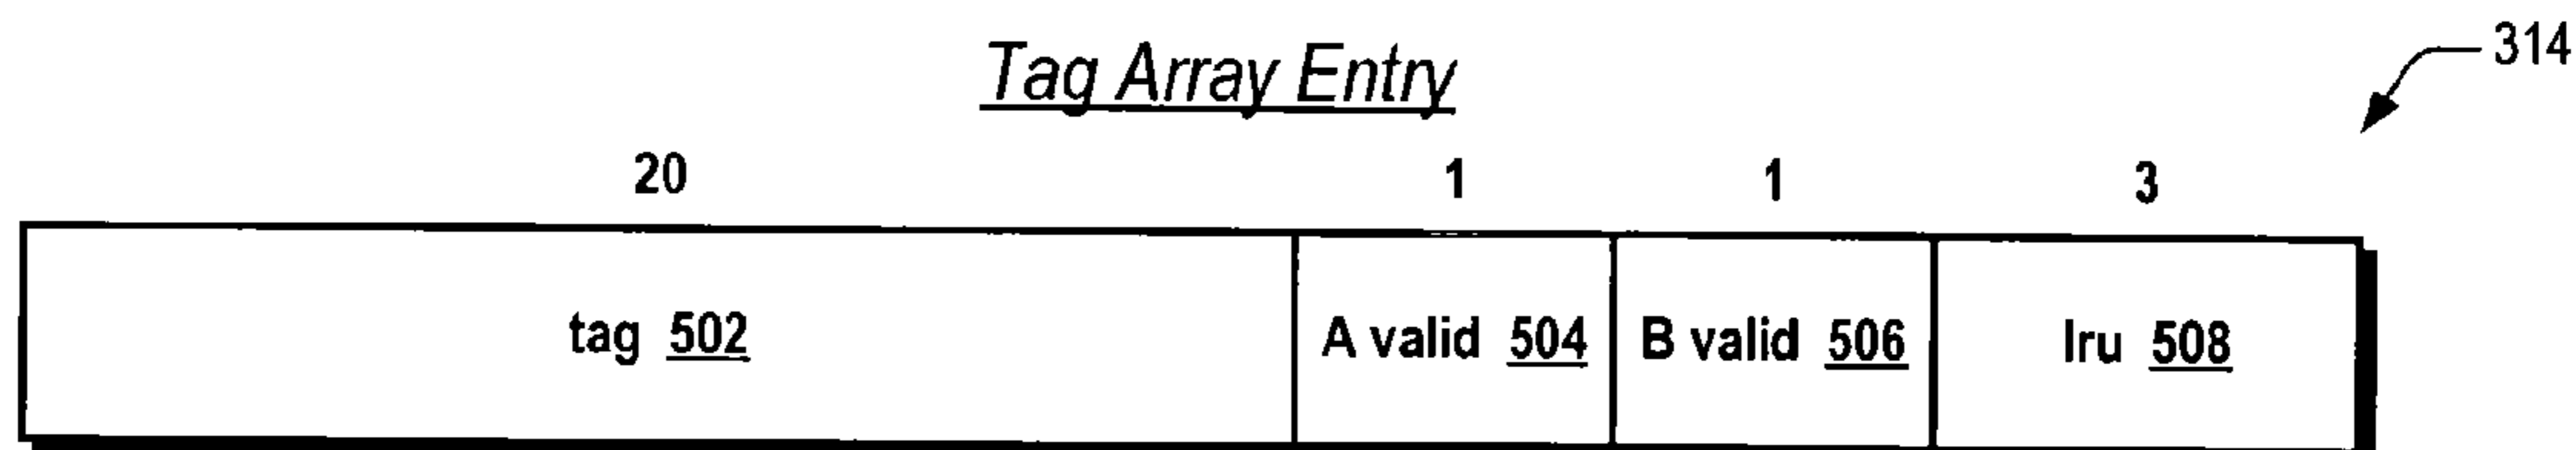 Tag Array Entry
314
20 1 1 3
tag 502 A valid 504 B valid 506 lru 508